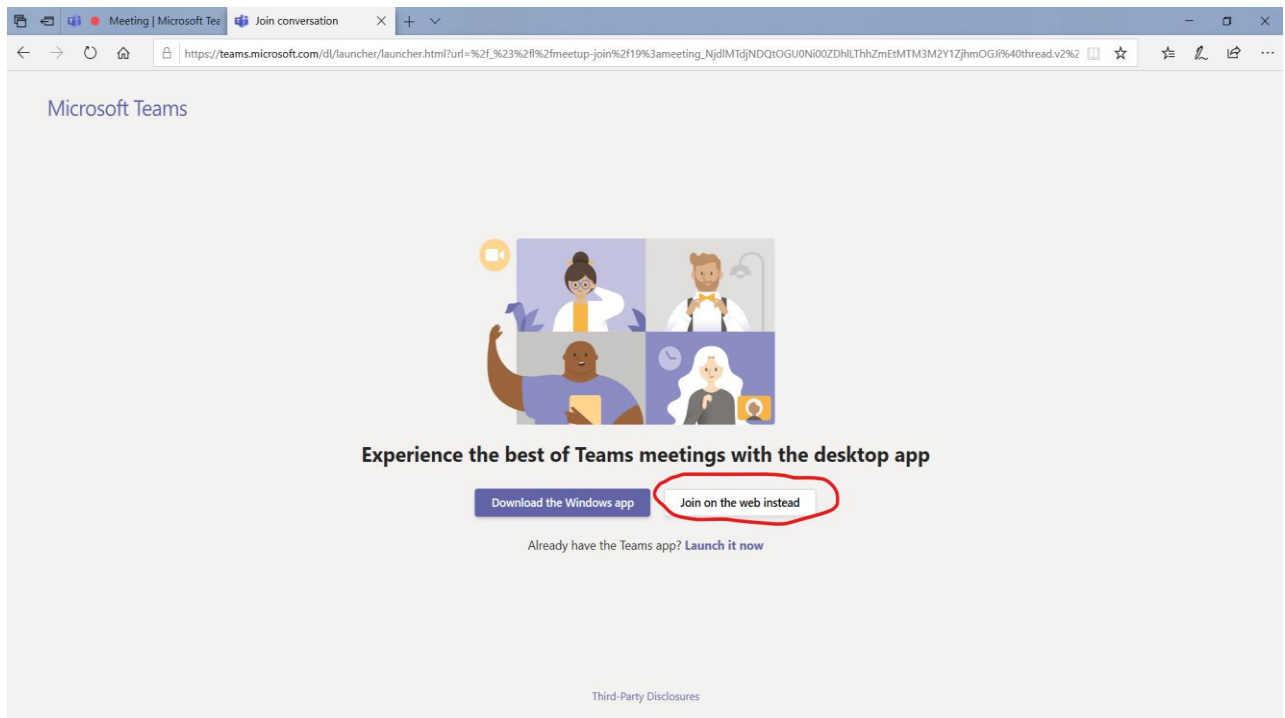 Meeting | Microsoft Tea
Join conversation
https://teams.microsoft.com/dl/launcher/launcher.html?url=%2f_%23%2fl%2fmeetup-join%2f19%3ameeting_NjdlMTdjNDQtOGU0Ni00ZDhlLThhZmEtMTM3M2Y1ZjhmOGJi%40thread.v2%2
Microsoft Teams
Experience the best of Teams meetings with the desktop app
Download the Windows app
Join on the web instead
Already have the Teams app? Launch it now
Third-Party Disclosures